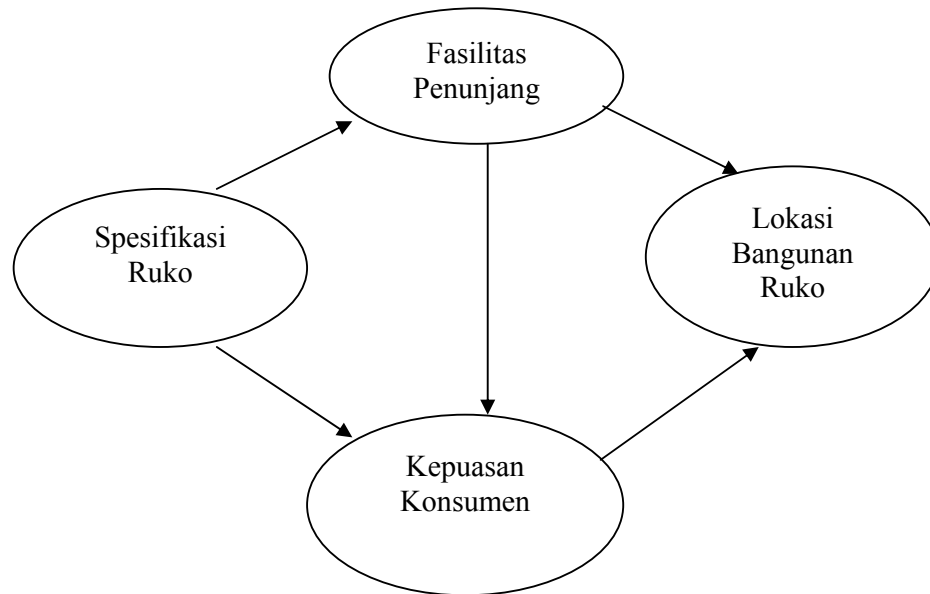 Fasilitas
Penunjang
Spesifikasi
Ruko
Lokasi
Bangunan
Ruko
Kepuasan
Konsumen